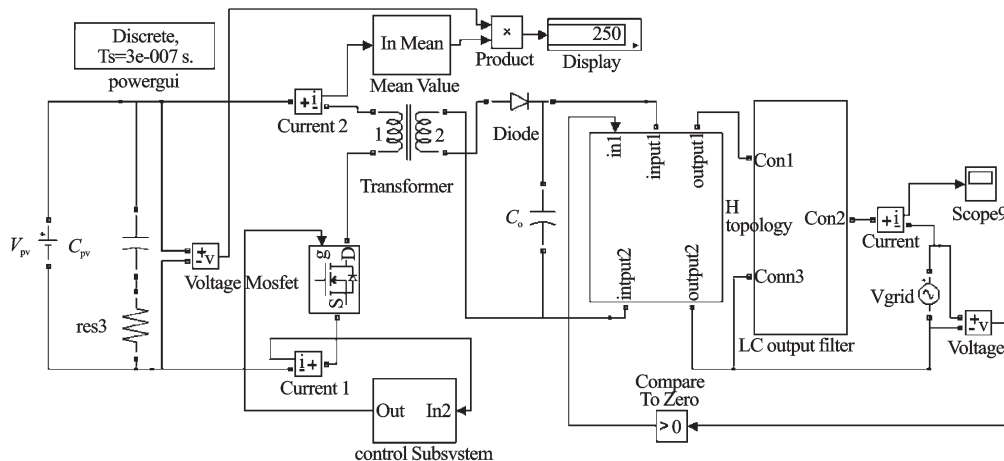 Discrete,
Ts=3e-007 s.
powergui
In Mean
Mean Value
×
Product
250
Display
+ i
Current 2
1
2
Transformer
Diode
in1
input1
output1
intput2
output2
H
topology
Con1
Con2
Conn3
LC output filter
+ i
Current
Scope9
Vgrid
+ v
Voltage
Vpv
Cpv
res3
+ v
Voltage Mosfet
g
D
S
Co
i +
Current 1
Out
In2
control Subsystem
Compare
To Zero
> 0